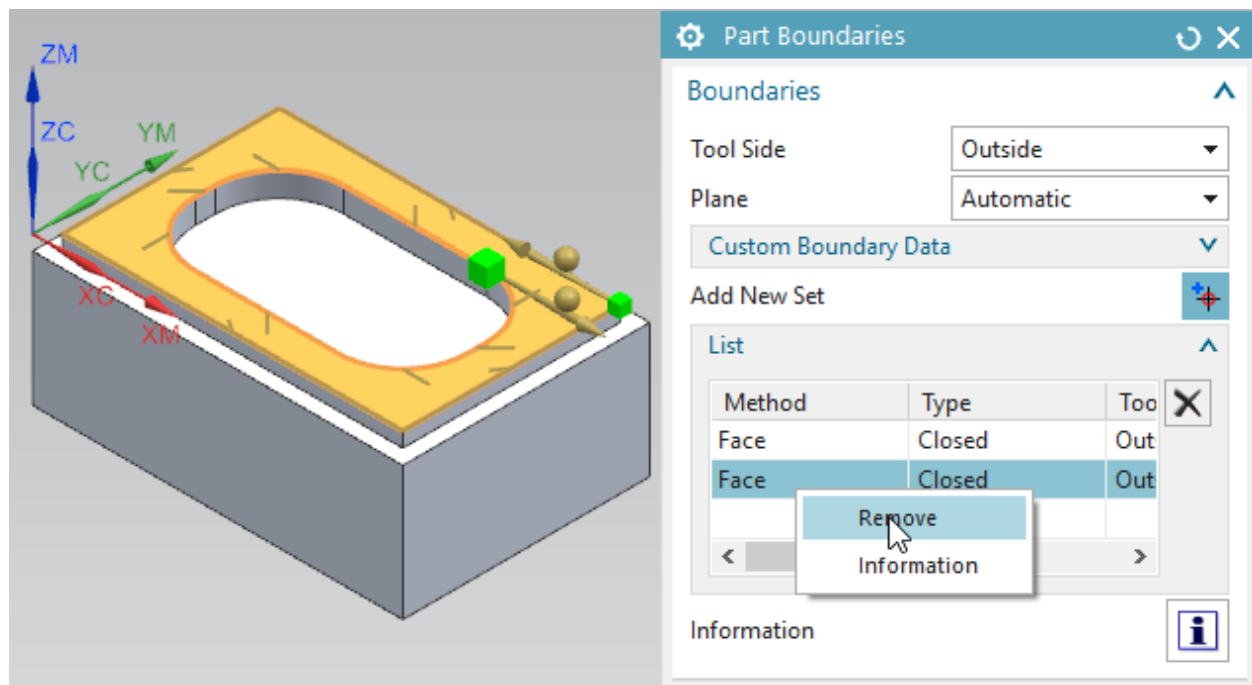 ZM
ZC
YM
YC
XC
XM
Part Boundaries
Boundaries
Tool Side Outside
Plane Automatic
Custom Boundary Data
Add New Set
List
Method Type Too
Face Closed Out
Face Closed Out
Remove
Information
Information